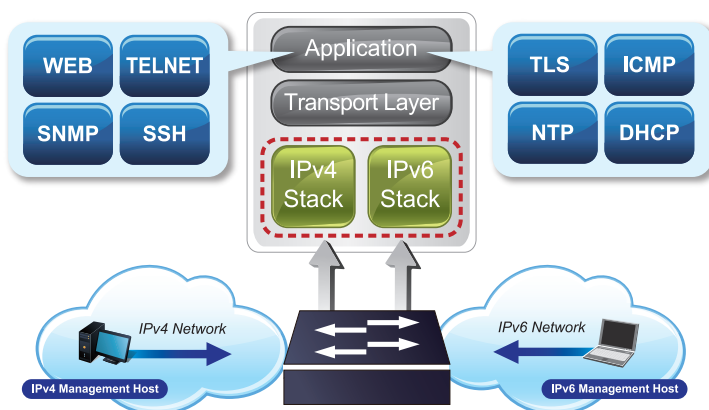 WEB
TELNET
SNMP
SSH
Application
Transport Layer
IPv4
Stack
IPv6
Stack
TLS
ICMP
NTP
DHCP
IPv4 Network
IPv4 Management Host
IPv6 Network
IPv6 Management Host